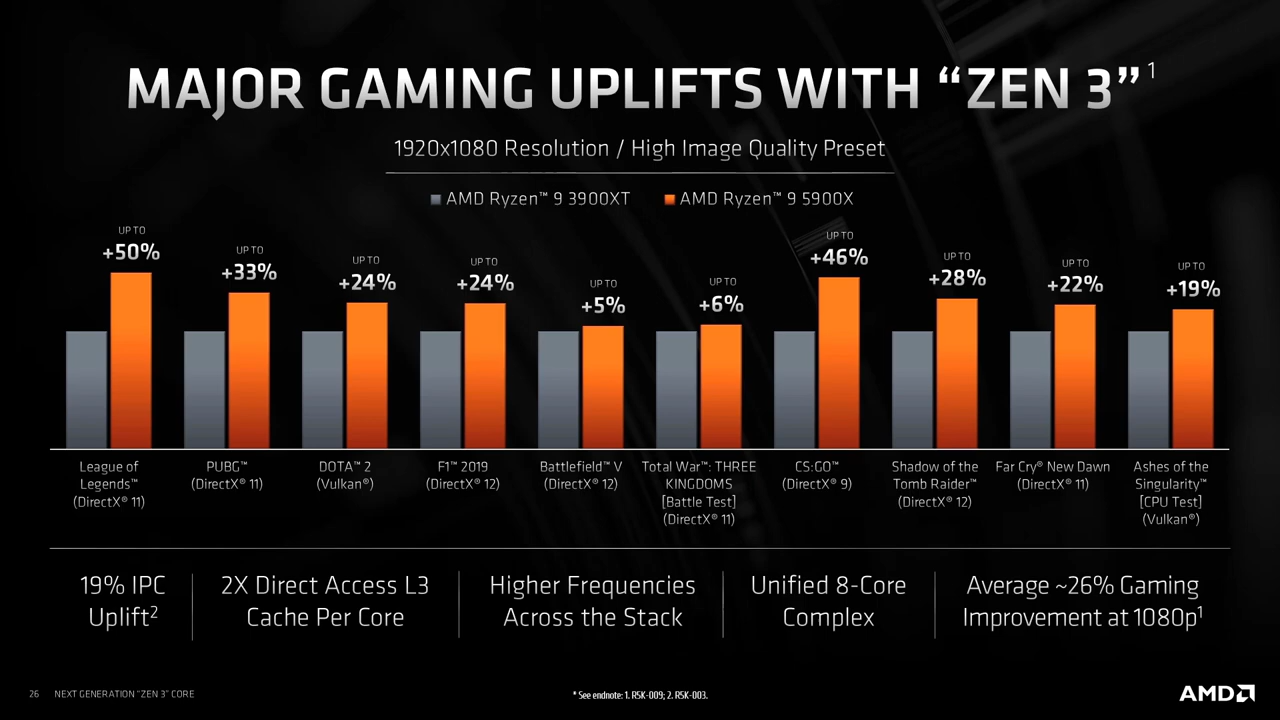 MAJOR GAMING UPLIFTS WITH “ZEN 3”1
1920x1080 Resolution / High Image Quality Preset
AMD Ryzen™ 9 3900XT AMD Ryzen™ 9 5900X
UP TO
+50%
UP TO
+33%
UP TO
+24%
UP TO
+24%
UP TO
+5%
UP TO
+6%
UP TO
+46%
UP TO
+28%
UP TO
+22%
UP TO
+19%
League of
Legends™
(DirectX® 11)
PUBG™
(DirectX® 11)
DOTA™ 2
(Vulkan®)
F1™ 2019
(DirectX® 12)
Battlefield™ V
(DirectX® 12)
Total War™: THREE
KINGDOMS
[Battle Test]
(DirectX® 11)
CS:GO™
(DirectX® 9)
Shadow of the
Tomb Raider™
(DirectX® 12)
Far Cry® New Dawn
(DirectX® 11)
Ashes of the
Singularity™
[CPU Test]
(Vulkan®)
19% IPC
Uplift2
2X Direct Access L3
Cache Per Core
Higher Frequencies
Across the Stack
Unified 8-Core
Complex
Average ~26% Gaming
Improvement at 1080p1
26 NEXT GENERATION “ZEN 3” CORE
* See endnote: 1. R5K-009; 2. R5K-003.
AMD